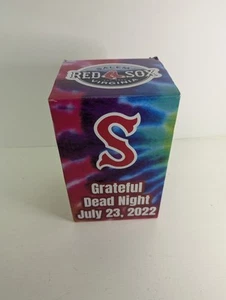 SALEM
RED SOX
VIRGINIA
S
Grateful
Dead Night
July 23, 2022